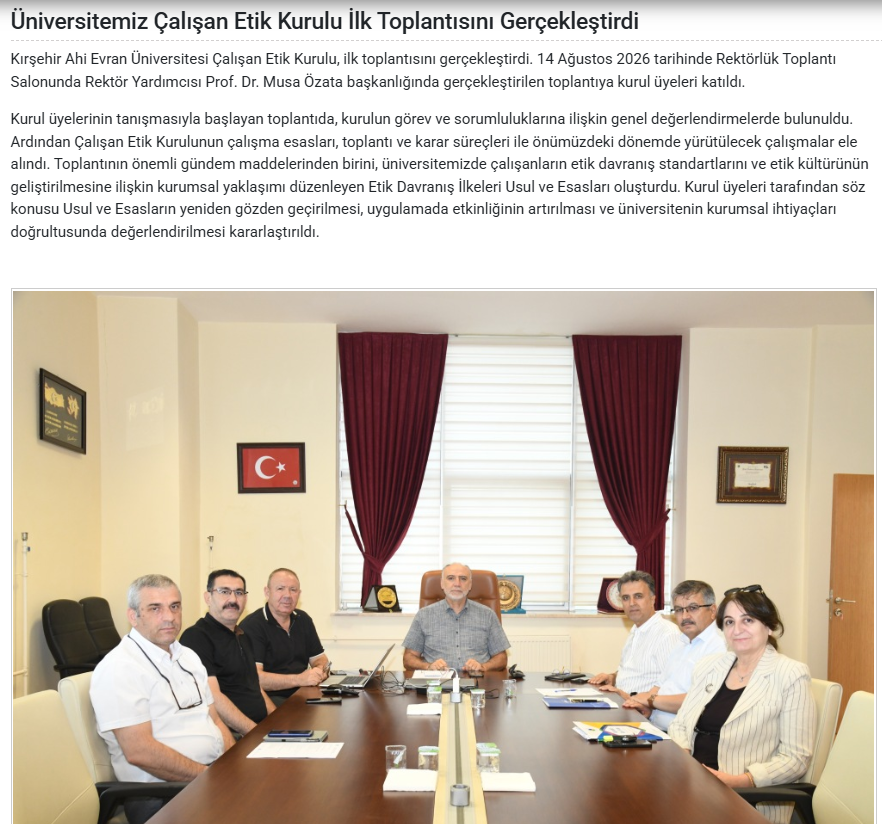 Üniversitemiz Çalışan Etik Kurulu İlk Toplantısını Gerçekleştirdi
Kırşehir Ahi Evran Üniversitesi Çalışan Etik Kurulu, ilk toplantısını gerçekleştirdi. 14 Ağustos 2026 tarihinde Rektörlük Toplantı
Salonunda Rektör Yardımcısı Prof. Dr. Musa Özata başkanlığında gerçekleştirilen toplantıya kurul üyeleri katıldı.
Kurul üyelerinin tanışmasıyla başlayan toplantıda, kurulun görev ve sorumluluklarına ilişkin genel değerlendirmelerde bulunuldu.
Ardından Çalışan Etik Kurulunun çalışma esasları, toplantı ve karar süreçleri ile önümüzdeki dönemde yürütülecek çalışmalar ele
alındı. Toplantının önemli gündem maddelerinden birini, üniversitemizde çalışanların etik davranış standartlarını ve etik kültürünün
geliştirilmesine ilişkin kurumsal yaklaşımı düzenleyen Etik Davranış İlkeleri Usul ve Esasları oluşturdu. Kurul üyeleri tarafından söz
konusu Usul ve Esasların yeniden gözden geçirilmesi, uygulamada etkinliğinin artırılması ve üniversitenin kurumsal ihtiyaçları
doğrultusunda değerlendirilmesi kararlaştırıldı.